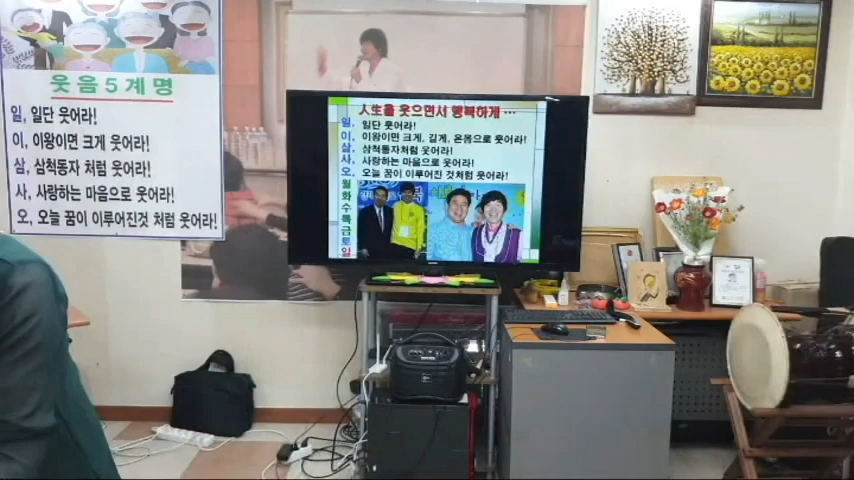 웃음5계명
일, 일단 웃어라!
이, 이왕이면 크게 웃어라!
삼, 삼척동자 처럼 웃어라!
사, 사랑하는 마음으로 웃어라!
오, 오늘 꿈이 이루어진것 처럼 웃어라!
人生을 웃으면서 행복하게 ...
일, 일단 웃어라!
이, 이왕이면 크게, 길게, 온몸으로 웃어라!
삼, 삼척동자처럼 웃어라!
사, 사랑하는 마음으로 웃어라!
오, 오늘 꿈이 이루어진 것처럼 웃어라!
월
화
수
목
금
토
일